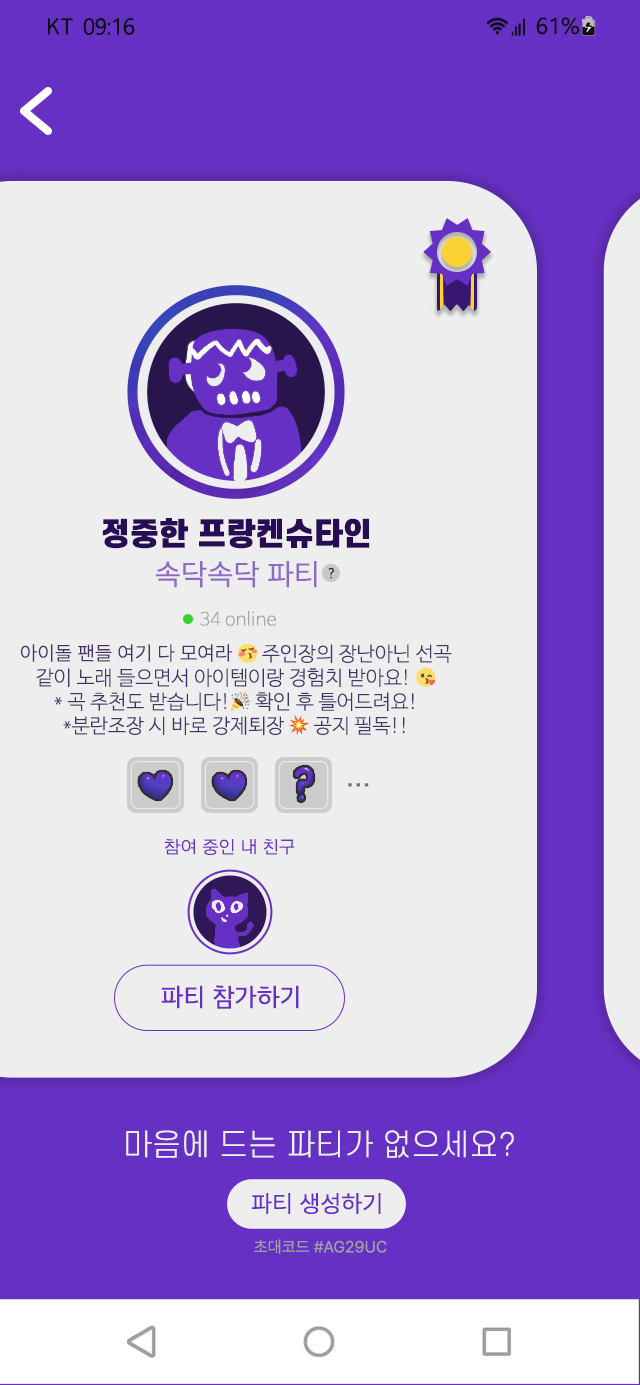 KT 09:16
61%
정중한 프랑켄슈타인
속닥속닥 파티 ?
34 online
아이돌 팬들 여기 다 모여라 😚 주인장의 장난아닌 선곡
같이 노래 들으면서 아이템이랑 경험치 받아요! 😘
* 곡 추천도 받습니다!🎉 확인 후 틀어드려요!
*분란조장 시 바로 강제퇴장 💥 공지 필독!!
...
참여 중인 내 친구
파티 참가하기
마음에 드는 파티가 없으세요?
파티 생성하기
초대코드 #AG29UC